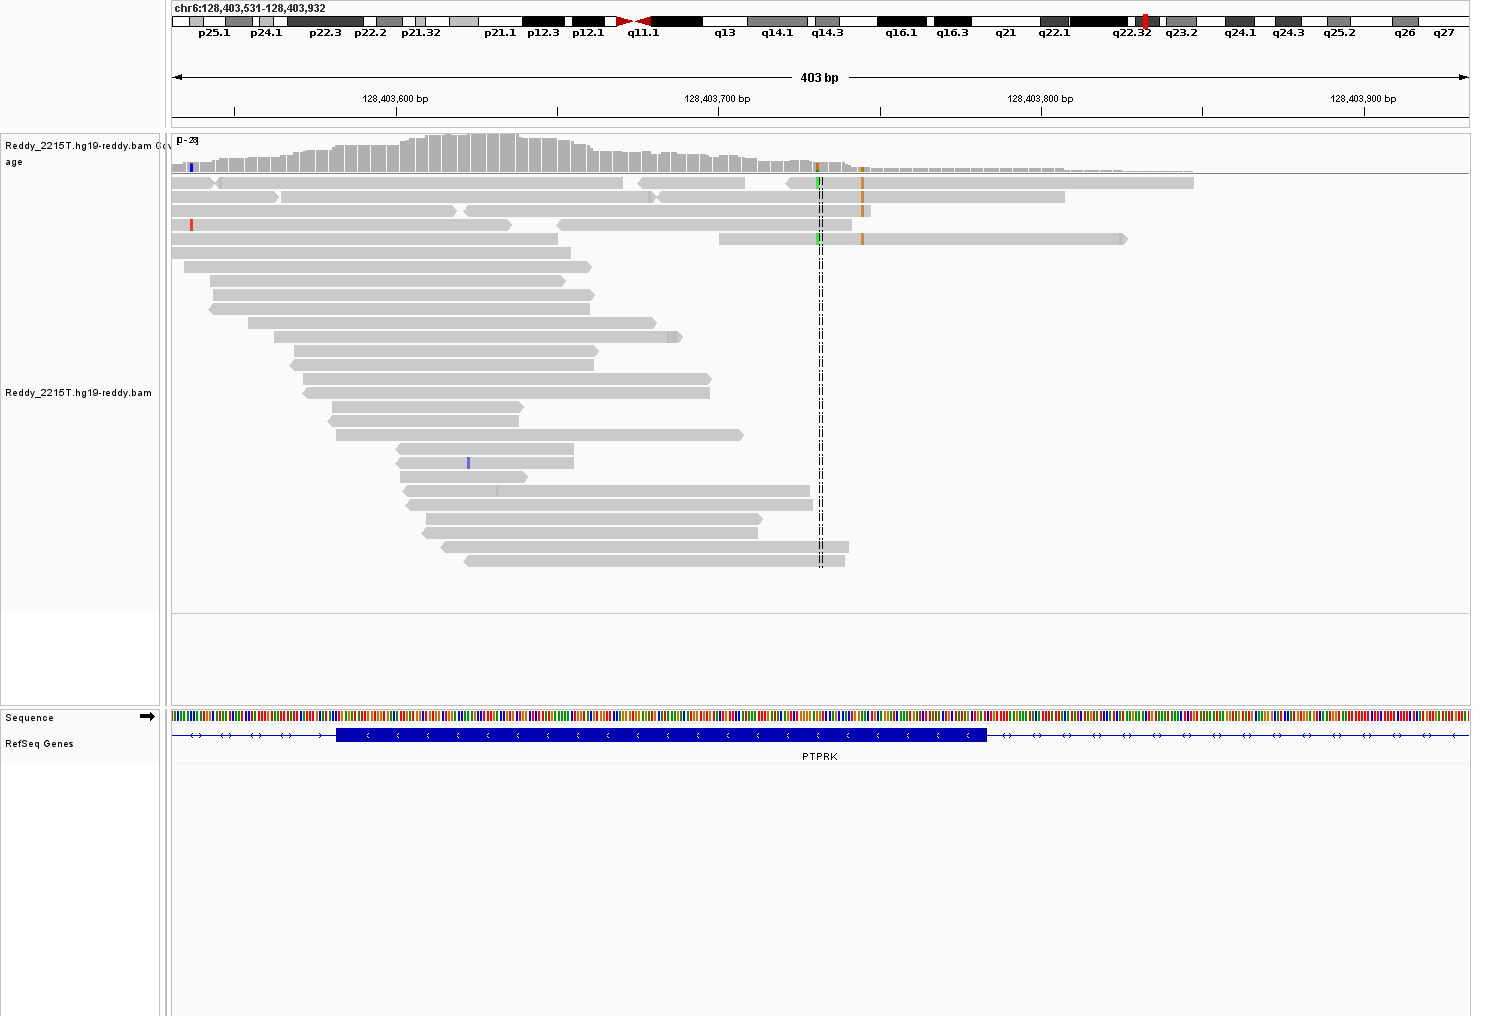 chr6:128,403,531-128,403,932
p25.1 p24.1 p22.3 p22.2 p21.32 p21.1 p12.3 p12.1 q11.1 q13 q14.1 q14.3 q16.1 q16.3 q21 q22.1 q22.32 q23.2 q24.1 q24.3 q25.2 q26 q27
403 bp
128,403,600 bp 128,403,700 bp 128,403,800 bp 128,403,900 bp
[0 - 28]
Reddy_2215T.hg19-reddy.bam Cov
age
Reddy_2215T.hg19-reddy.bam
Sequence
RefSeq Genes
PTPRK